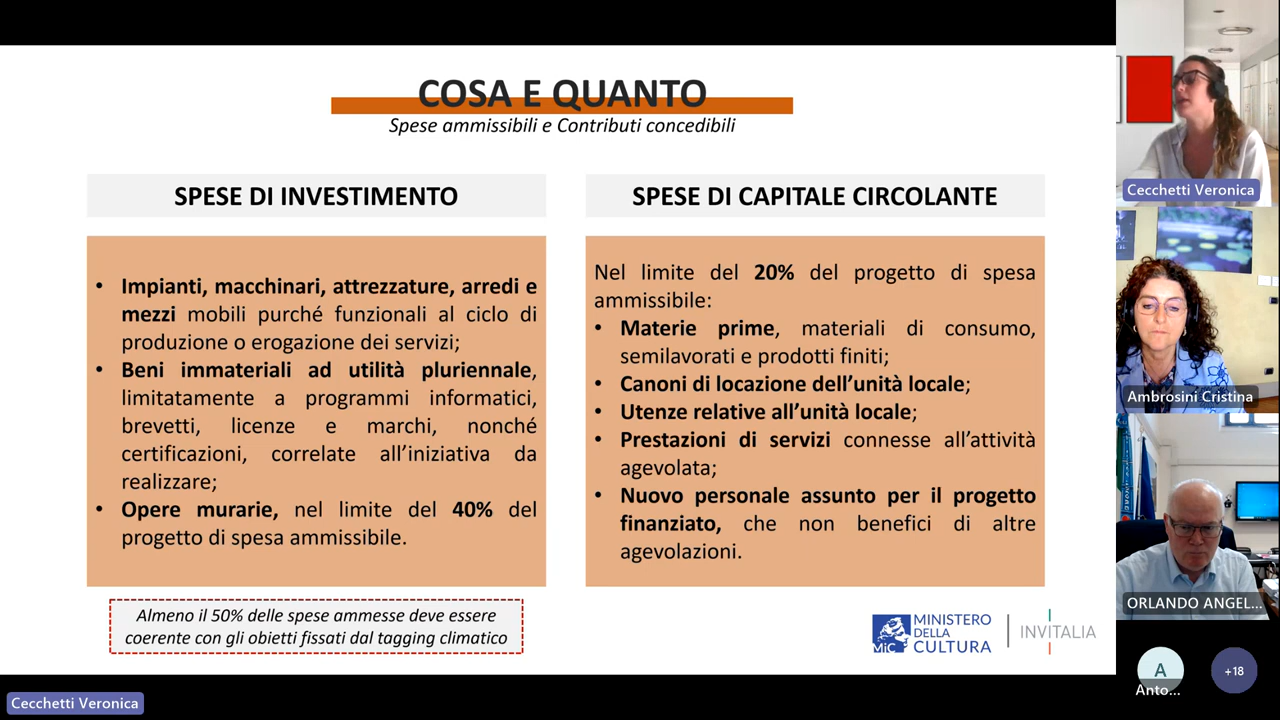 COSA E QUANTO
Spese ammissibili e Contributi concedibili
SPESE DI INVESTIMENTO
• Impianti, macchinari, attrezzature, arredi e
mezzi mobili purché funzionali al ciclo di
produzione o erogazione dei servizi;
• Beni immateriali ad utilità pluriennale,
limitatamente a programmi informatici,
brevetti, licenze e marchi, nonché
certificazioni, correlate all’iniziativa da
realizzare;
• Opere murarie, nel limite del 40% del
progetto di spesa ammissibile.
Almeno il 50% delle spese ammesse deve essere
coerente con gli obietti fissati dal tagging climatico
SPESE DI CAPITALE CIRCOLANTE
Nel limite del 20% del progetto di spesa
ammissibile:
• Materie prime, materiali di consumo,
semilavorati e prodotti finiti;
• Canoni di locazione dell’unità locale;
• Utenze relative all’unità locale;
• Prestazioni di servizi connesse all’attività
agevolata;
• Nuovo personale assunto per il progetto
finanziato, che non benefici di altre
agevolazioni.
MiC
MINISTERO
DELLA
CULTURA
INVITALIA
Cecchetti Veronica
Ambrosini Cristina
ORLANDO ANGEL...
A
Anto...
+18
Cecchetti Veronica